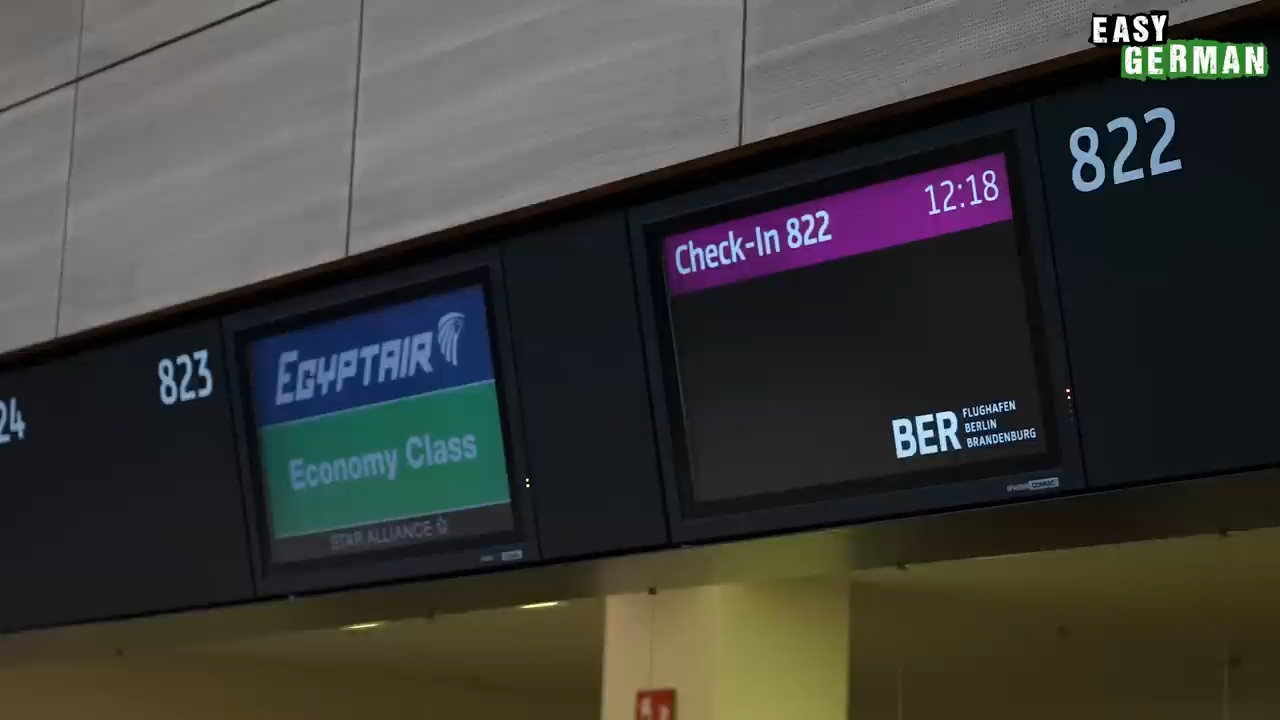 EASY
GERMAN
822
12:18
Check-In 822
823
24
EGYPTAIR
Economy Class
STAR ALLIANCE
BER FLUGHAFEN
BERLIN
BRANDENBURG